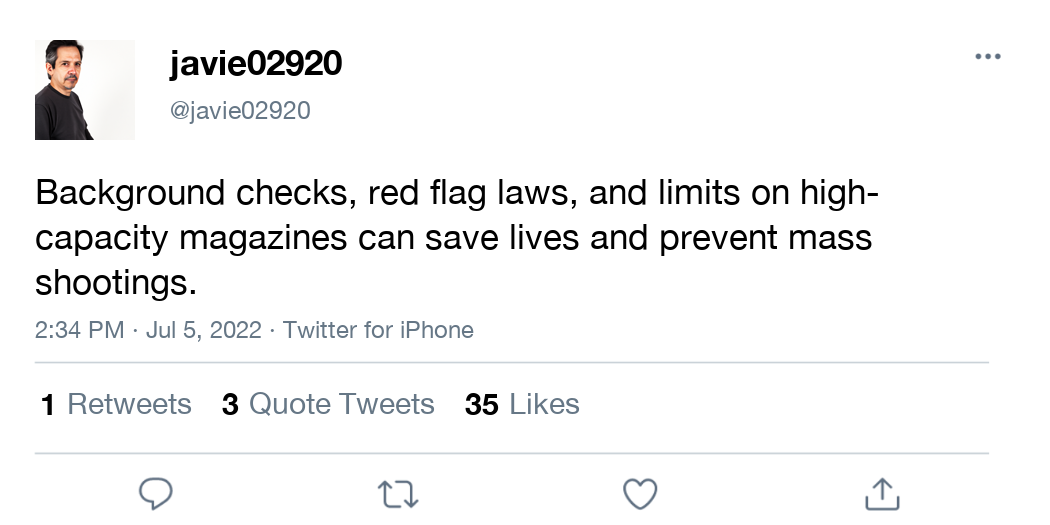 javie02920
@javie02920
Background checks, red flag laws, and limits on high-
capacity magazines can save lives and prevent mass
shootings.
2:34 PM · Jul 5, 2022 · Twitter for iPhone
1 Retweets 3 Quote Tweets 35 Likes